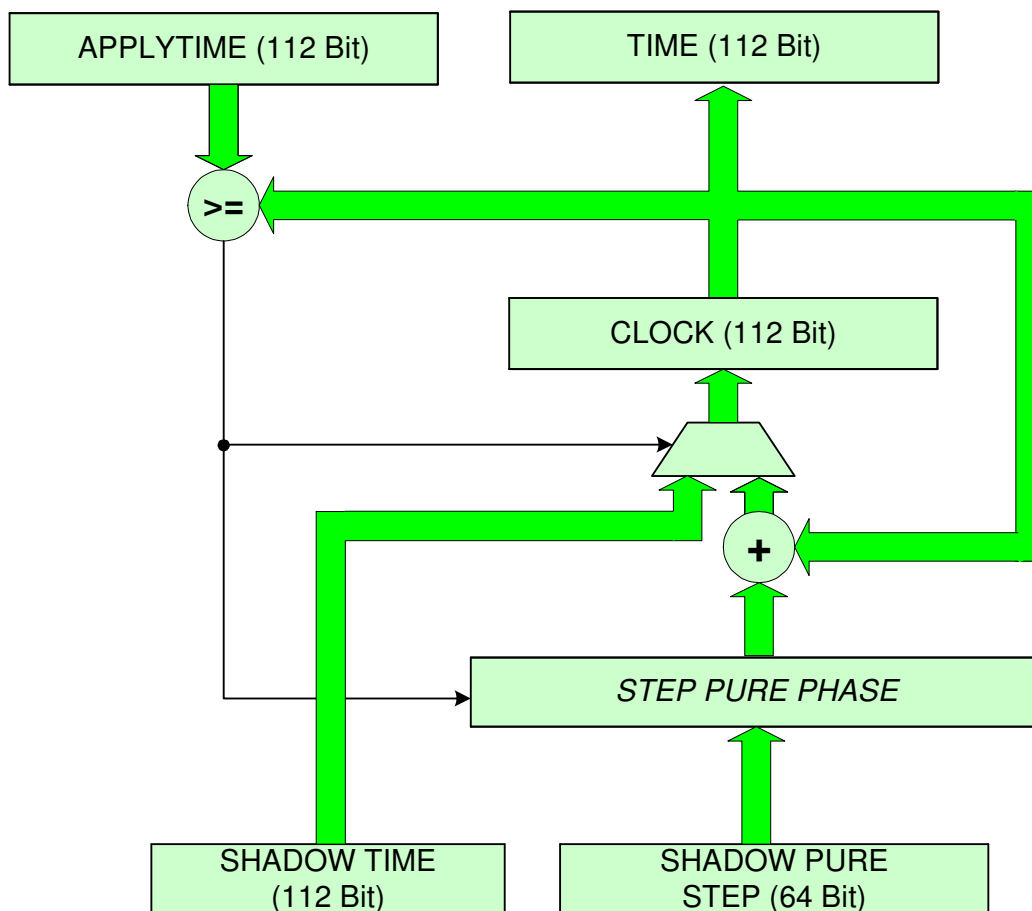 APPLYTIME (112 Bit)
TIME (112 Bit)
>=
CLOCK (112 Bit)
+
STEP PURE PHASE
SHADOW TIME
(112 Bit)
SHADOW PURE
STEP (64 Bit)